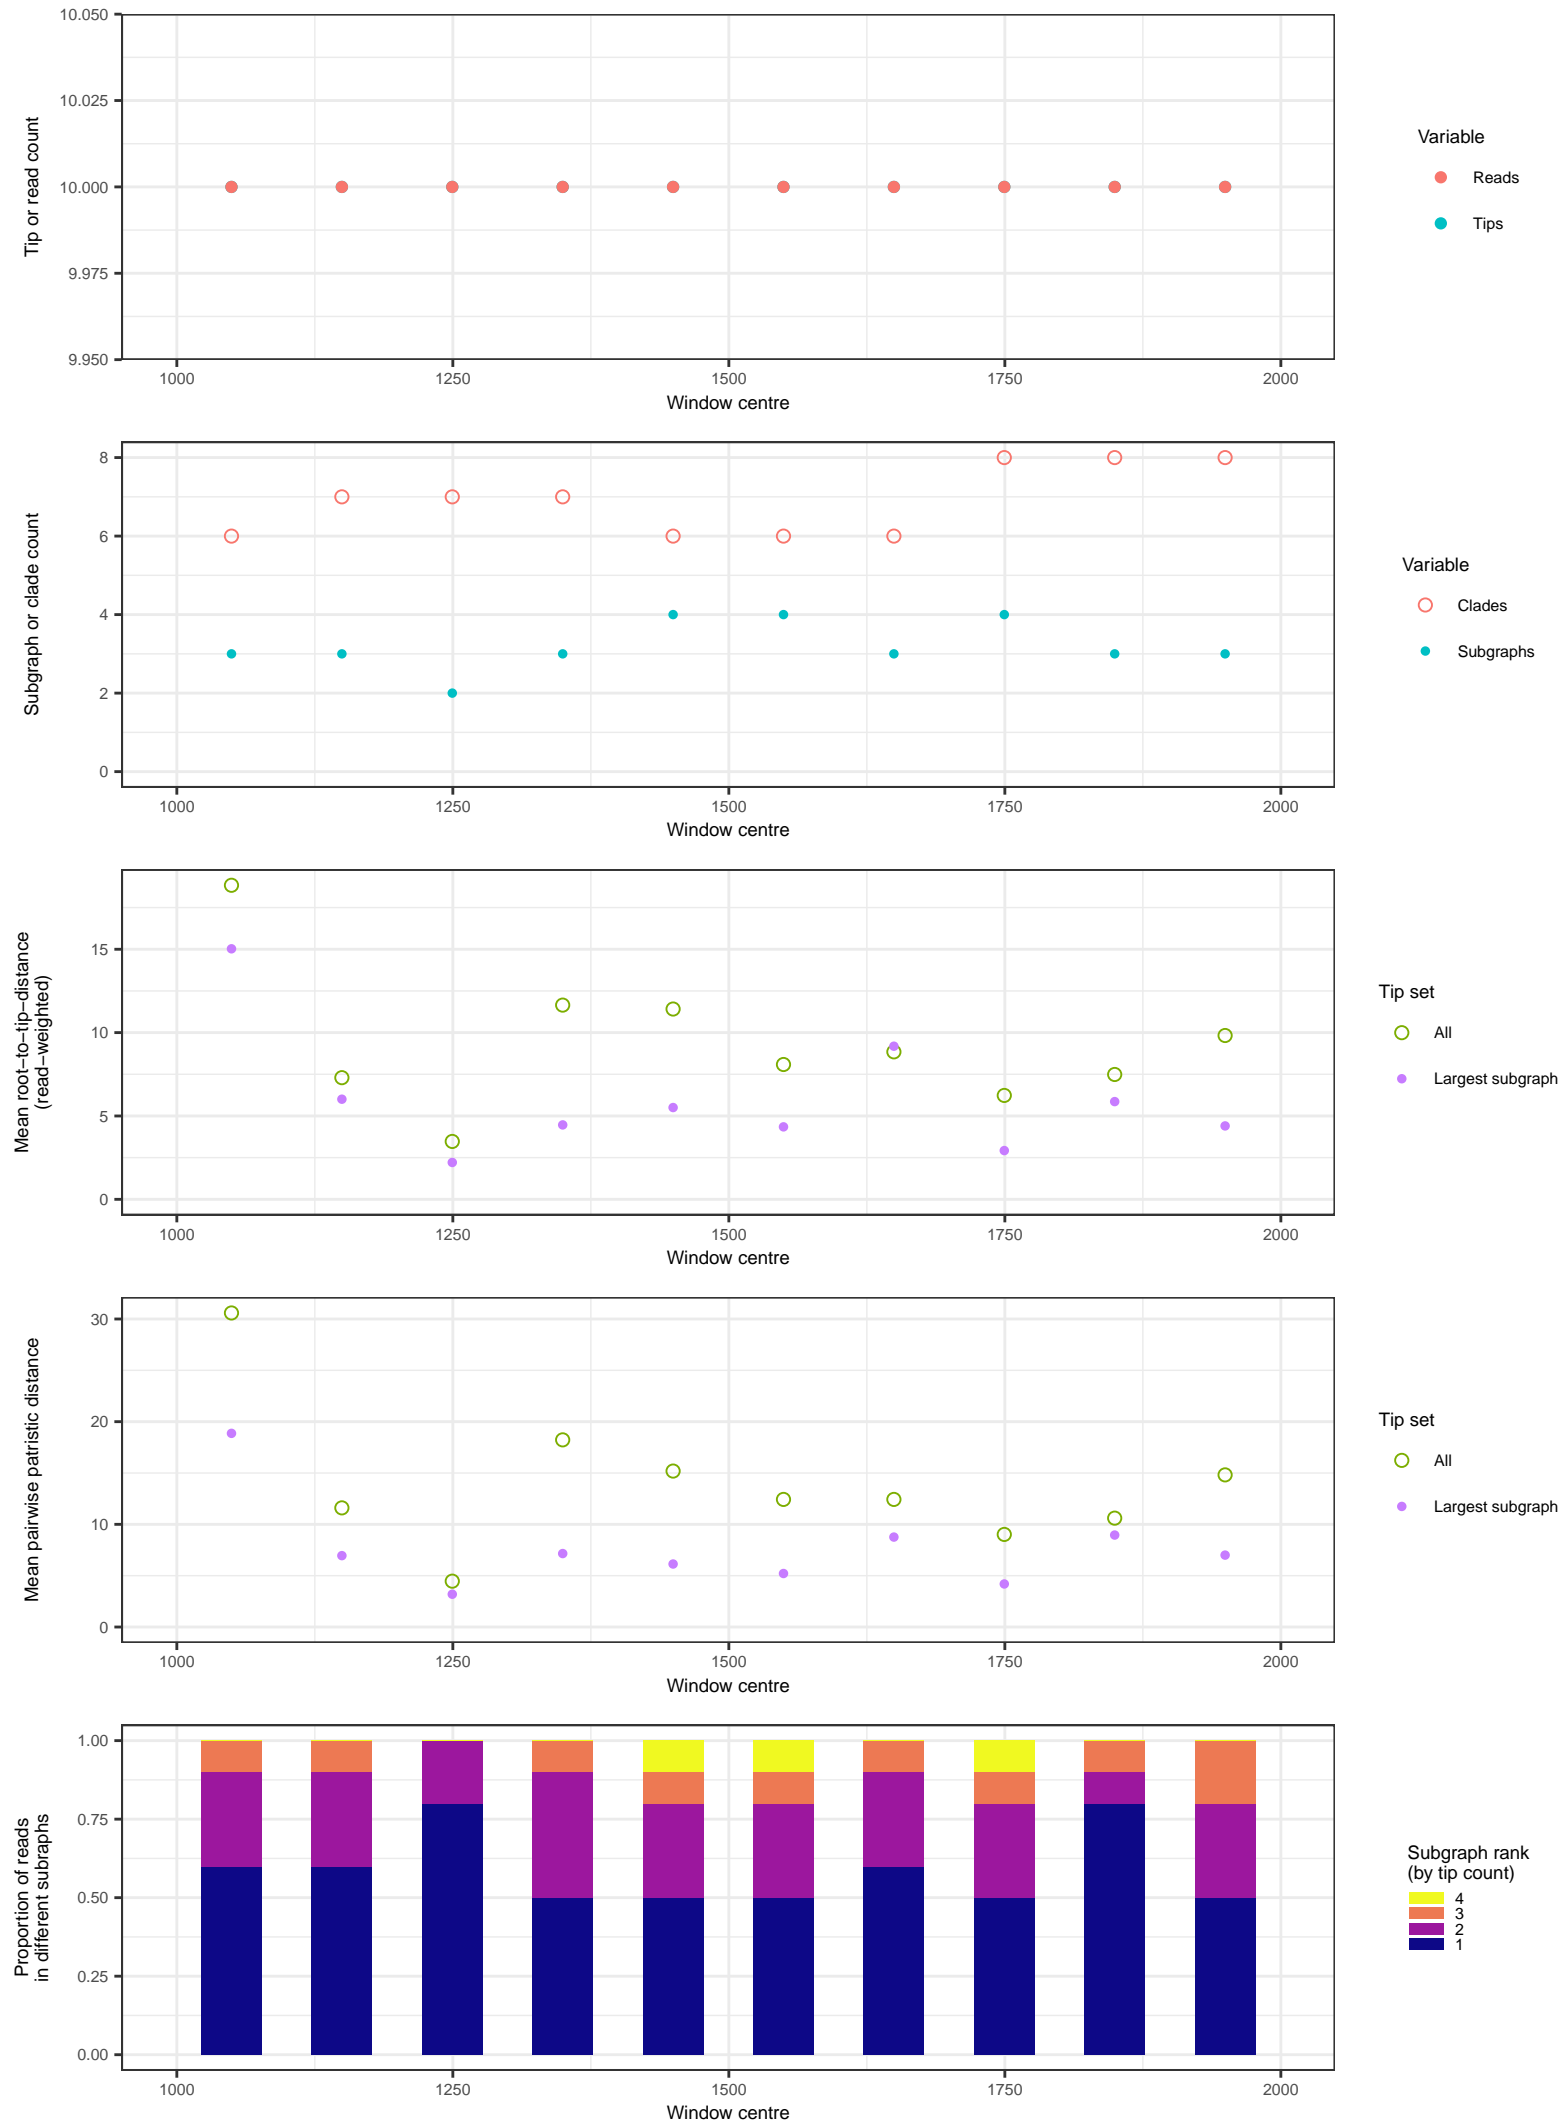 10.050
10.025
10.000
9.975
9.950
Tip or read count
1000 1250 1500 1750 2000
Window centre
Variable
Reads
Tips
8
6
4
2
0
Subgraph or clade count
1000 1250 1500 1750 2000
Window centre
Variable
Clades
Subgraphs
15
10
5
0
Mean root−to−tip−distance
(read−weighted)
1000 1250 1500 1750 2000
Window centre
Tip set
All
Largest subgraph
30
20
10
0
Mean pairwise patristic distance
1000 1250 1500 1750 2000
Window centre
Tip set
All
Largest subgraph
1.00
0.75
0.50
0.25
0.00
Proportion of reads
in different subraphs
1000 1250 1500 1750 2000
Window centre
Subgraph rank
(by tip count)
4
3
2
1